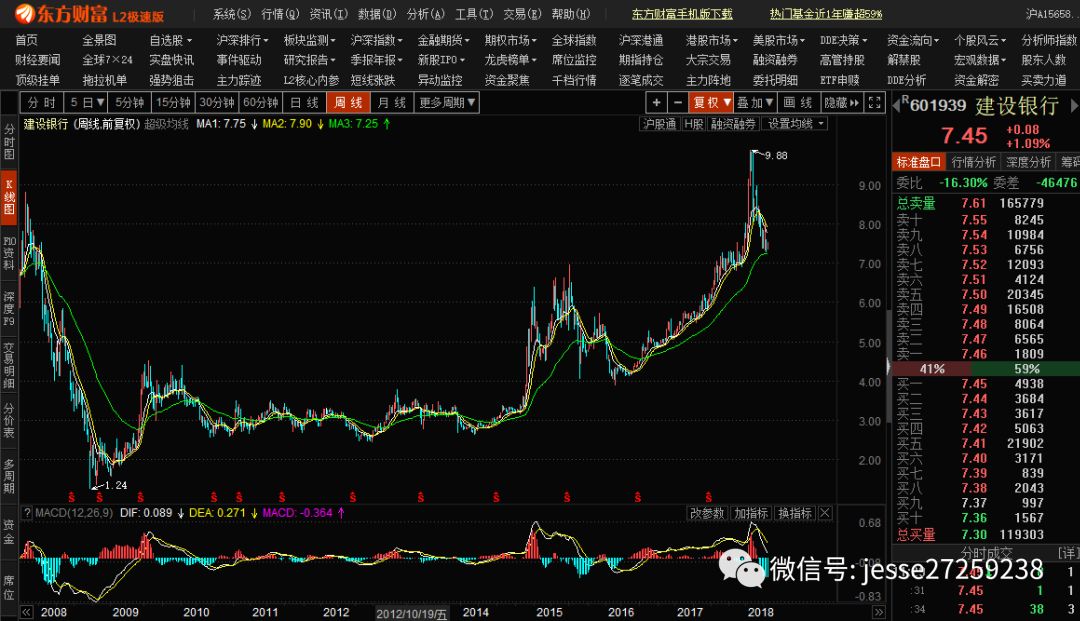 东方财富 L2极速版 系统(S) 行情(Q) 资讯(I) 数据(D) 分析(A) 工具(T) 交易(E) 帮助(H) 东方财富手机版下载 热门基金近1年赚超59% 沪A15658.
首页 全景图 自选股 沪深排行 板块监测 沪深指数 金融期货 期权市场 全球指数 沪深港通 港股市场 美股市场 DDE决策 资金流向 个股风云 分析师指数
财经要闻 全球7×24 实盘快讯 事件驱动 研究报告 季报年报 新股IPO 龙虎榜单 席位监控 期指持仓 大宗交易 融资融券 高管持股 解禁股 宏观数据 股东人数
顶级挂单 拖拉机单 强势狙击 主力踪迹 L2核心内参 短线涨跌 异动监控 资金聚焦 千档行情 逐笔成交 主力阵地 委托明细 ETF申赎 DDE分析 资金解密 买卖力道
分时 5日 5分钟 15分钟 30分钟 60分钟 日线 周线 月线 更多周期 + − 复权 叠加 画线 隐藏
建设银行 (周线.前复权) 超级均线 MA1: 7.75 ↓ MA2: 7.90 ↓ MA3: 7.25 ↑ 沪股通 H股 融资融券 设置均线
分时图
K线图
F10资料
深度F9
交易明细
分价表
多周期
资金
席位
9.88
9.00
8.00
7.00
6.00
5.00
4.00
3.00
2.00
1.24
? MACD(12,26,9) DIF: 0.089 ↓ DEA: 0.271 ↓ MACD: -0.364 ↑ 改参数 加指标 换指标
0.68
-0.83
2008 2009 2010 2011 2012 2012/10/19/五 2014 2015 2016 2017 2018
R 601939 建设银行
7.45 +0.08
+1.09%
标准盘口 行情分析 深度分析 筹码
委比 -16.30% 委差 -46476
总卖量 7.61 165779
卖十 7.55 8245
卖九 7.54 10984
卖八 7.53 6756
卖七 7.52 12093
卖六 7.51 4124
卖五 7.50 20345
卖四 7.49 16508
卖三 7.48 8064
卖二 7.47 6565
卖一 7.46 1809
41% 59%
买一 7.45 4938
买二 7.44 3684
买三 7.43 3617
买四 7.42 5063
买五 7.41 21902
买六 7.40 3171
买七 7.39 839
买八 7.38 2043
买九 7.37 997
买十 7.36 1567
总买量 7.30 119303
分时成交 [详]
微信号: jesse27259238
:31 7.45 1 1
:34 7.45 38 3